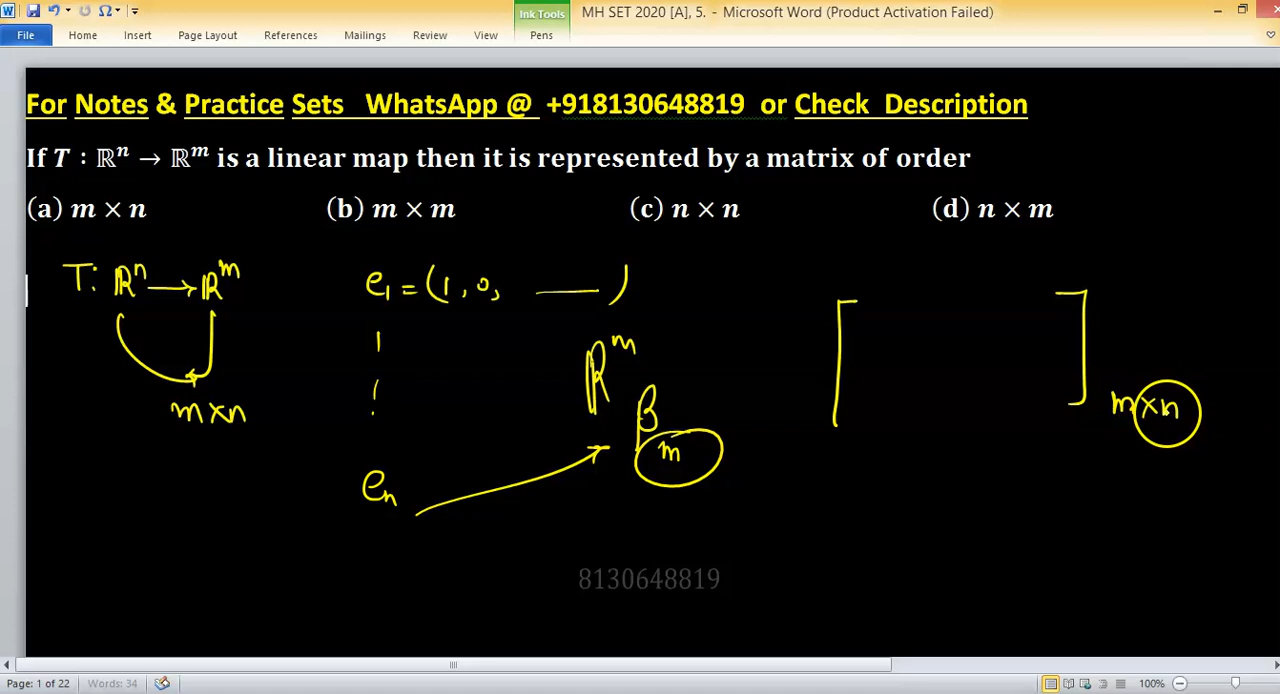 Ink Tools
MH SET 2020 [A], 5. - Microsoft Word (Product Activation Failed)
File Home Insert Page Layout References Mailings Review View Pens
For Notes & Practice Sets WhatsApp @ +918130648819 or Check Description
If T : ℝⁿ → ℝᵐ is a linear map then it is represented by a matrix of order
(a) m × n (b) m × m (c) n × n (d) n × m
T: ℝⁿ → ℝᵐ
e₁ = (1, 0, —)
ℝᵐ
m×n
β
m
eₙ
[ ] m×n
8130648819
Page: 1 of 22 Words: 34 100%